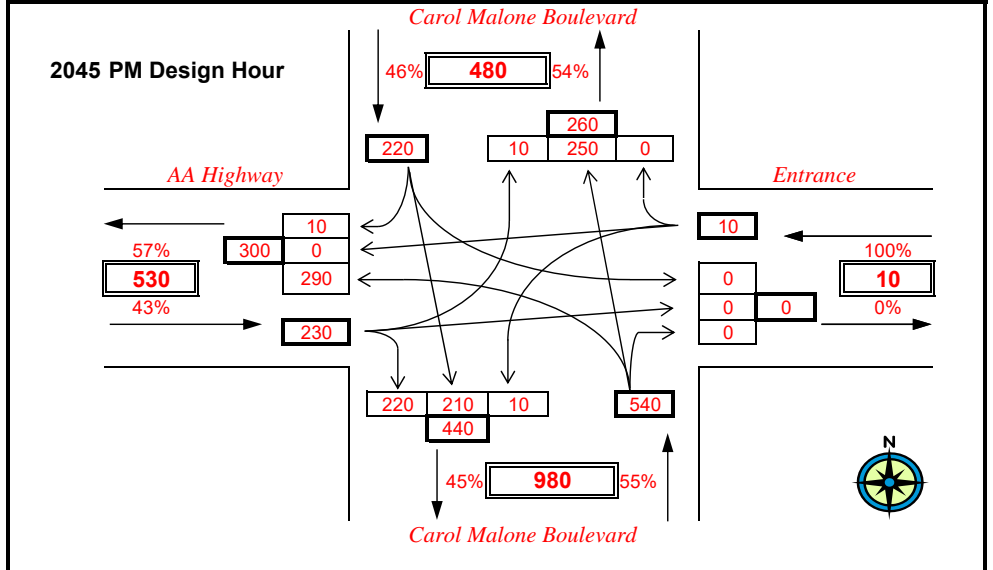 Carol Malone Boulevard
2045 PM Design Hour
46% 480 54%
260
220 10 250 0
AA Highway Entrance
10 10
57% 300 0 100%
530 290 0 10
43% 0 0 0%
230 0
220 210 10 540
440
N
45% 980 55%
Carol Malone Boulevard